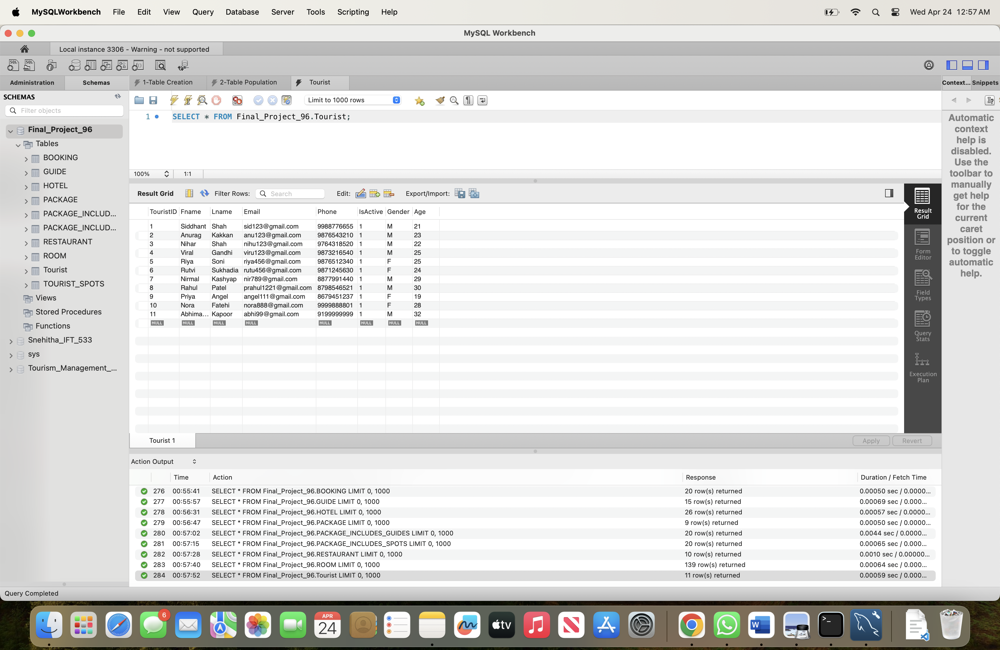 MySQLWorkbench File Edit View Query Database Server Tools Scripting Help Wed Apr 24 12:57 AM
MySQL Workbench
Local instance 3306 - Warning - not supported
Administration Schemas 1-Table Creation 2-Table Population Tourist Context... Snippets
SCHEMAS
Limit to 1000 rows
Filter objects
1 SELECT * FROM Final_Project_96.Tourist;
Final_Project_96
Tables
BOOKING
GUIDE
HOTEL
PACKAGE
PACKAGE_INCLUD...
PACKAGE_INCLUD...
RESTAURANT
ROOM
Tourist
TOURIST_SPOTS
Views
Stored Procedures
Functions
Snehitha_IFT_533
sys
Tourism_Management_...
100% 1:1
Result Grid Filter Rows: Search Edit: Export/Import:
TouristID Fname Lname Email Phone IsActive Gender Age
1 Siddhant Shah sid123@gmail.com 9988776655 1 M 21
2 Anurag Kakkan anu123@gmail.com 9876543210 1 M 23
3 Nihar Shah nihu123@gmail.com 9764318520 1 M 22
4 Viral Gandhi viru123@gmail.com 9873216540 1 M 25
5 Riya Soni riya456@gmail.com 9876512340 1 F 25
6 Rutvi Sukhadia rutu456@gmail.com 9871245630 1 F 24
7 Nirmal Kashyap nir789@gmail.com 8877991440 1 M 29
8 Rahul Patel prahul1221@gmail.com 8798546521 1 M 30
9 Priya Angel angel111@gmail.com 8679451237 1 F 19
10 Nora Fatehi nora888@gmail.com 9999888801 1 F 28
11 Abhima... Kapoor abhi99@gmail.com 9199999999 1 M 32
NULL NULL NULL NULL NULL NULL NULL NULL
Result
Grid
Form
Editor
Field
Types
Query
Stats
Execution
Plan
Automatic
context
help is
disabled.
Use the
toolbar to
manually
get help
for the
current
caret
position or
to toggle
automatic
help.
Tourist 1 Apply Revert
Action Output
Time Action Response Duration / Fetch Time
276 00:55:41 SELECT * FROM Final_Project_96.BOOKING LIMIT 0, 1000 20 row(s) returned 0.00050 sec / 0.0000...
277 00:55:57 SELECT * FROM Final_Project_96.GUIDE LIMIT 0, 1000 15 row(s) returned 0.00069 sec / 0.000...
278 00:56:31 SELECT * FROM Final_Project_96.HOTEL LIMIT 0, 1000 26 row(s) returned 0.00057 sec / 0.0000...
279 00:56:47 SELECT * FROM Final_Project_96.PACKAGE LIMIT 0, 1000 9 row(s) returned 0.00050 sec / 0.0000...
280 00:57:02 SELECT * FROM Final_Project_96.PACKAGE_INCLUDES_GUIDES LIMIT 0, 1000 20 row(s) returned 0.0044 sec / 0.0000...
281 00:57:15 SELECT * FROM Final_Project_96.PACKAGE_INCLUDES_SPOTS LIMIT 0, 1000 20 row(s) returned 0.00065 sec / 0.000...
282 00:57:28 SELECT * FROM Final_Project_96.RESTAURANT LIMIT 0, 1000 10 row(s) returned 0.0010 sec / 0.00000...
283 00:57:40 SELECT * FROM Final_Project_96.ROOM LIMIT 0, 1000 139 row(s) returned 0.00064 sec / 0.000...
284 00:57:52 SELECT * FROM Final_Project_96.Tourist LIMIT 0, 1000 11 row(s) returned 0.00059 sec / 0.000...
Query Completed
6
APR
24
tv
W